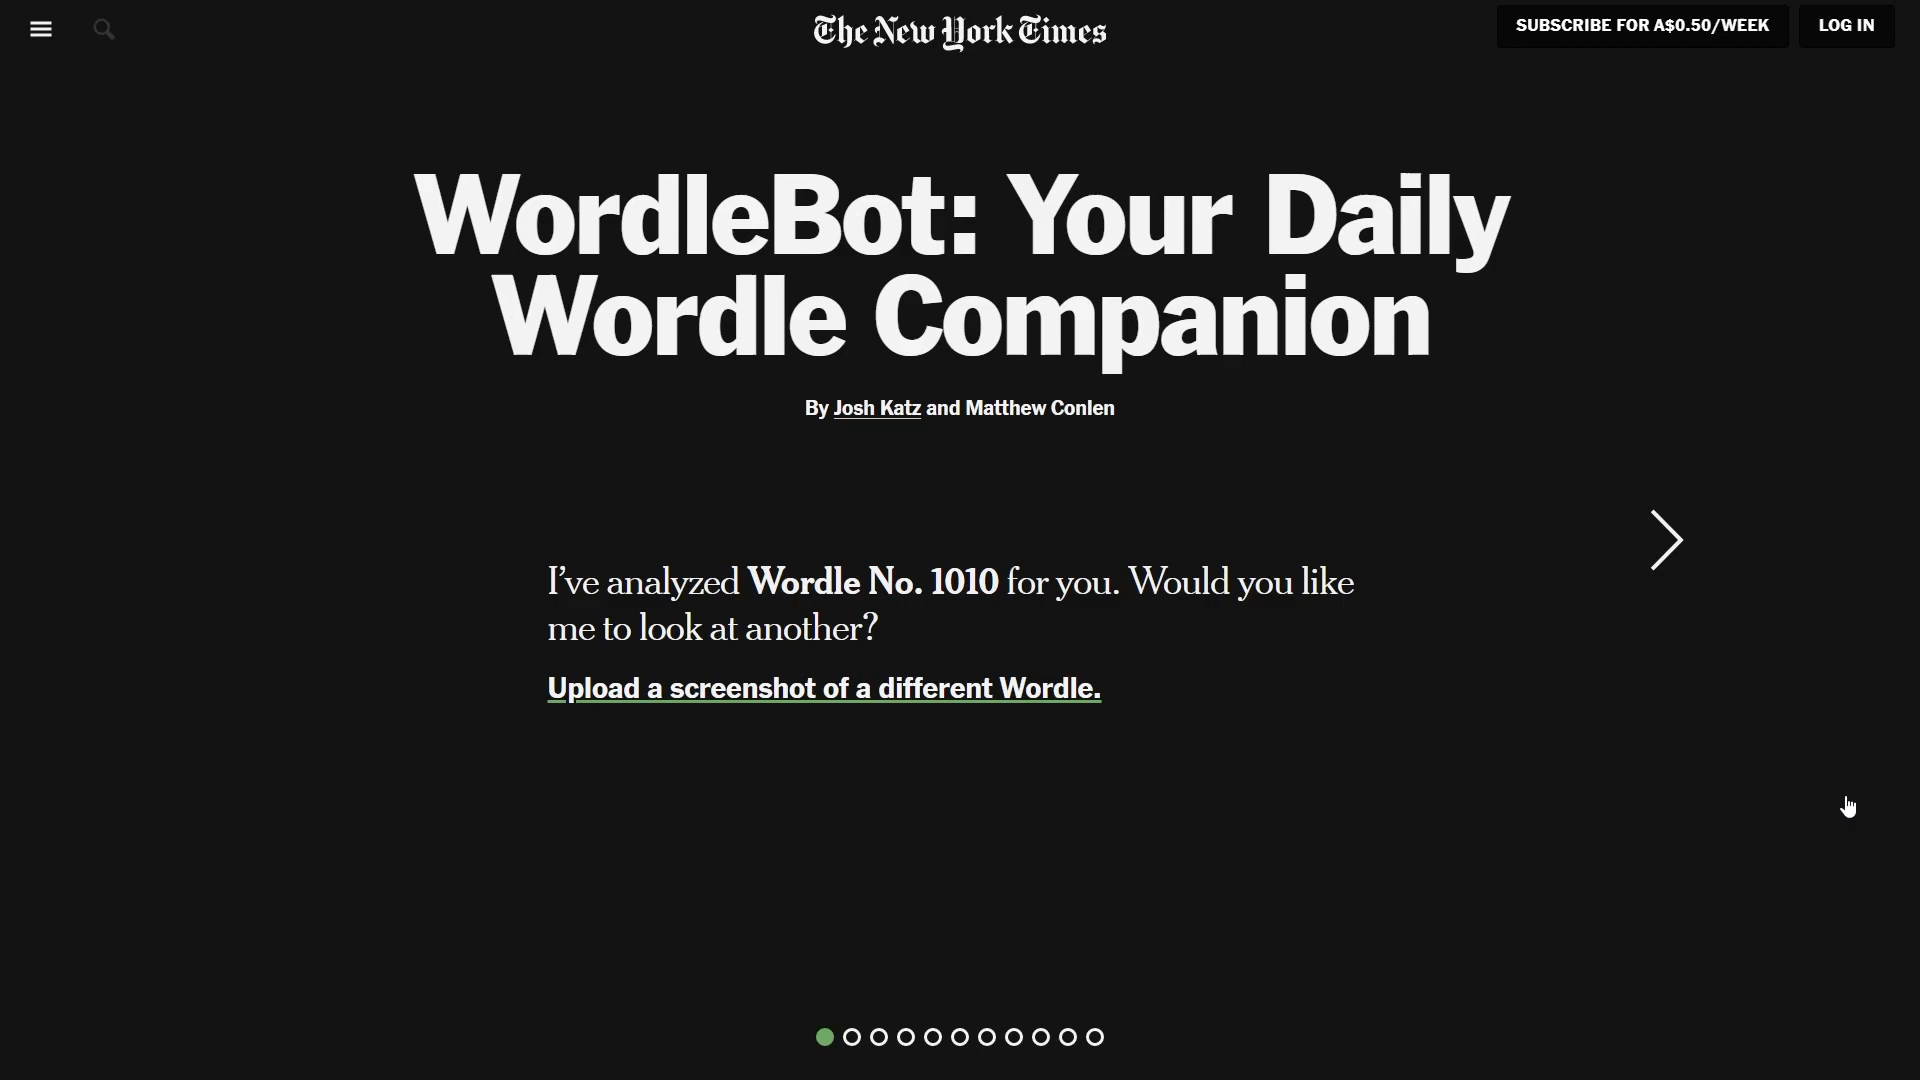 The New York Times
SUBSCRIBE FOR A$0.50/WEEK
LOG IN
WordleBot: Your Daily
Wordle Companion
By Josh Katz and Matthew Conlen
I’ve analyzed Wordle No. 1010 for you. Would you like
me to look at another?
Upload a screenshot of a different Wordle.